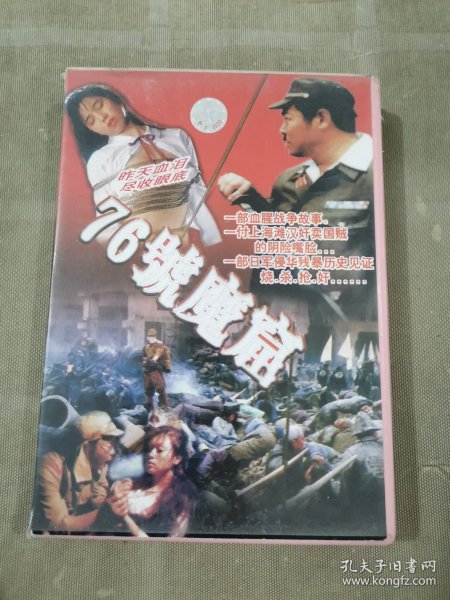 昨天血泪
尽收眼底
一部血腥战争故事.
一付上海滩汉奸卖国贼
的阴险嘴脸...
一部日军侵华残暴历史见证
烧.杀.抢.奸......
76號魔窟
孔夫子旧书网
www.kongfz.com